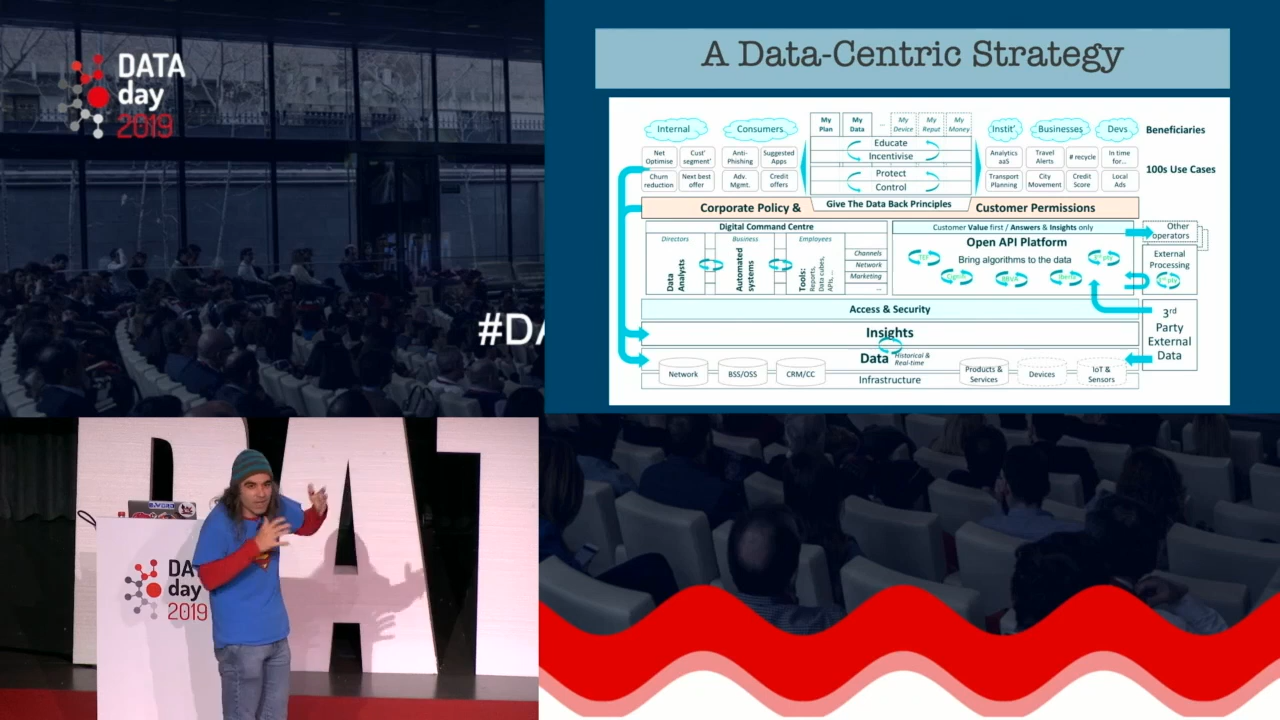 DATA
day
2019
#DA
A Data-Centric Strategy
Internal
Consumers
My Plan
My Data
...
My Device
My Reput
My Money
Instit'
Businesses
Devs
Beneficiaries
Net Optimise
Cust' segment'
Anti-Phishing
Suggested Apps
Educate
Incentivise
Analytics aaS
Travel Alerts
# recycle
In time for...
100s Use Cases
Churn reduction
Next best offer
Adv. Mgmt.
Credit offers
Protect
Control
Transport Planning
City Movement
Credit Score
Local Ads
Corporate Policy &
Give The Data Back Principles
Customer Permissions
Digital Command Centre
Customer Value first / Answers & Insights only
Directors
Business
Employees
Data Analysts
Automated systems
Tools:
Reports, Data cubes, APIs, ...
Channels
Network
Marketing
...
Open API Platform
Bring algorithms to the data
BBVA
Other operators
External Processing
Access & Security
Insights
Data
Historical & Real-time
3rd Party External Data
Network
BSS/OSS
CRM/CC
Products & Services
Devices
IoT & Sensors
Infrastructure
DA
day
2019
DAT